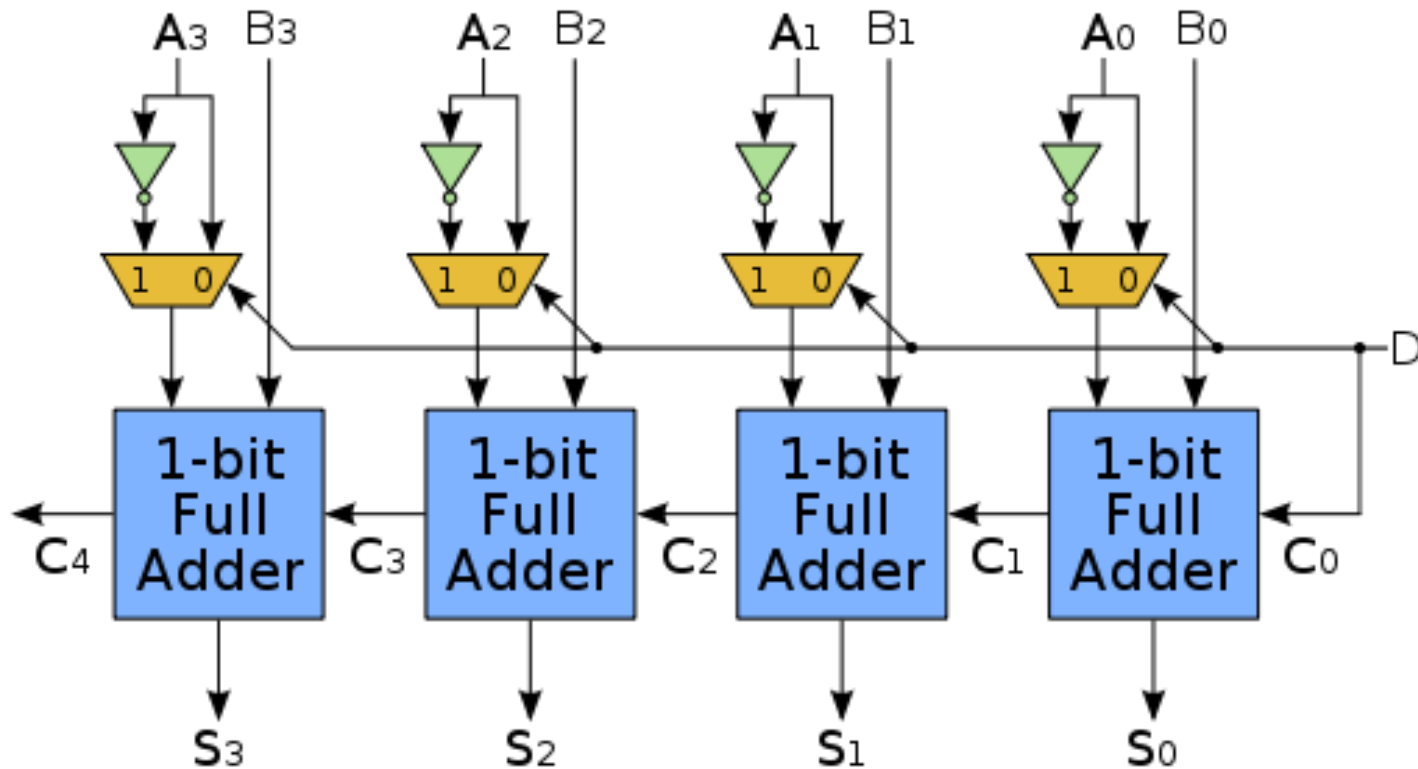 A3 B3 A2 B2 A1 B1 A0 B0
1 0 1 0 1 0 1 0
D
1-bit Full Adder 1-bit Full Adder 1-bit Full Adder 1-bit Full Adder
C4 C3 C2 C1 C0
S3 S2 S1 S0